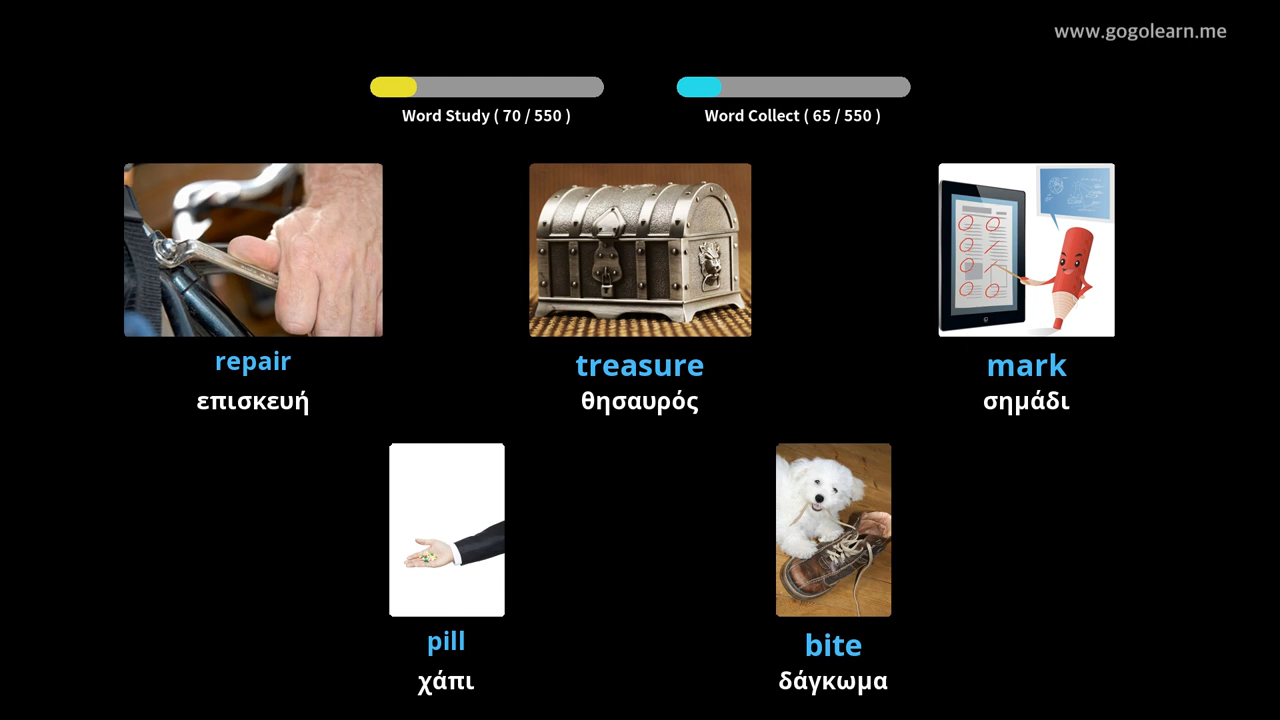 www.gogolearn.me
Word Study ( 70 / 550 )
Word Collect ( 65 / 550 )
repair
επισκευή
treasure
θησαυρός
mark
σημάδι
pill
χάπι
bite
δάγκωμα